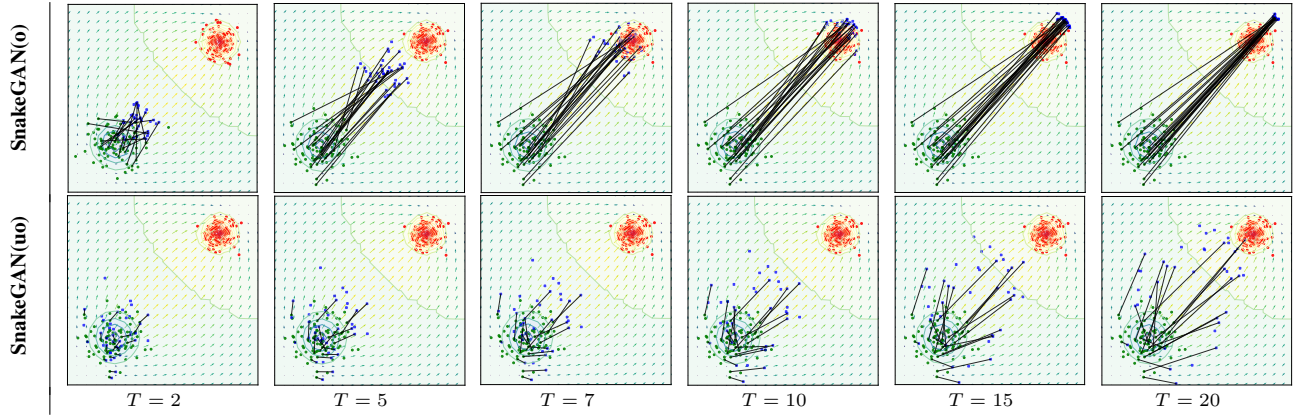 SnakeGAN(o)
SnakeGAN(uo)
T = 2 T = 5 T = 7 T = 10 T = 15 T = 20